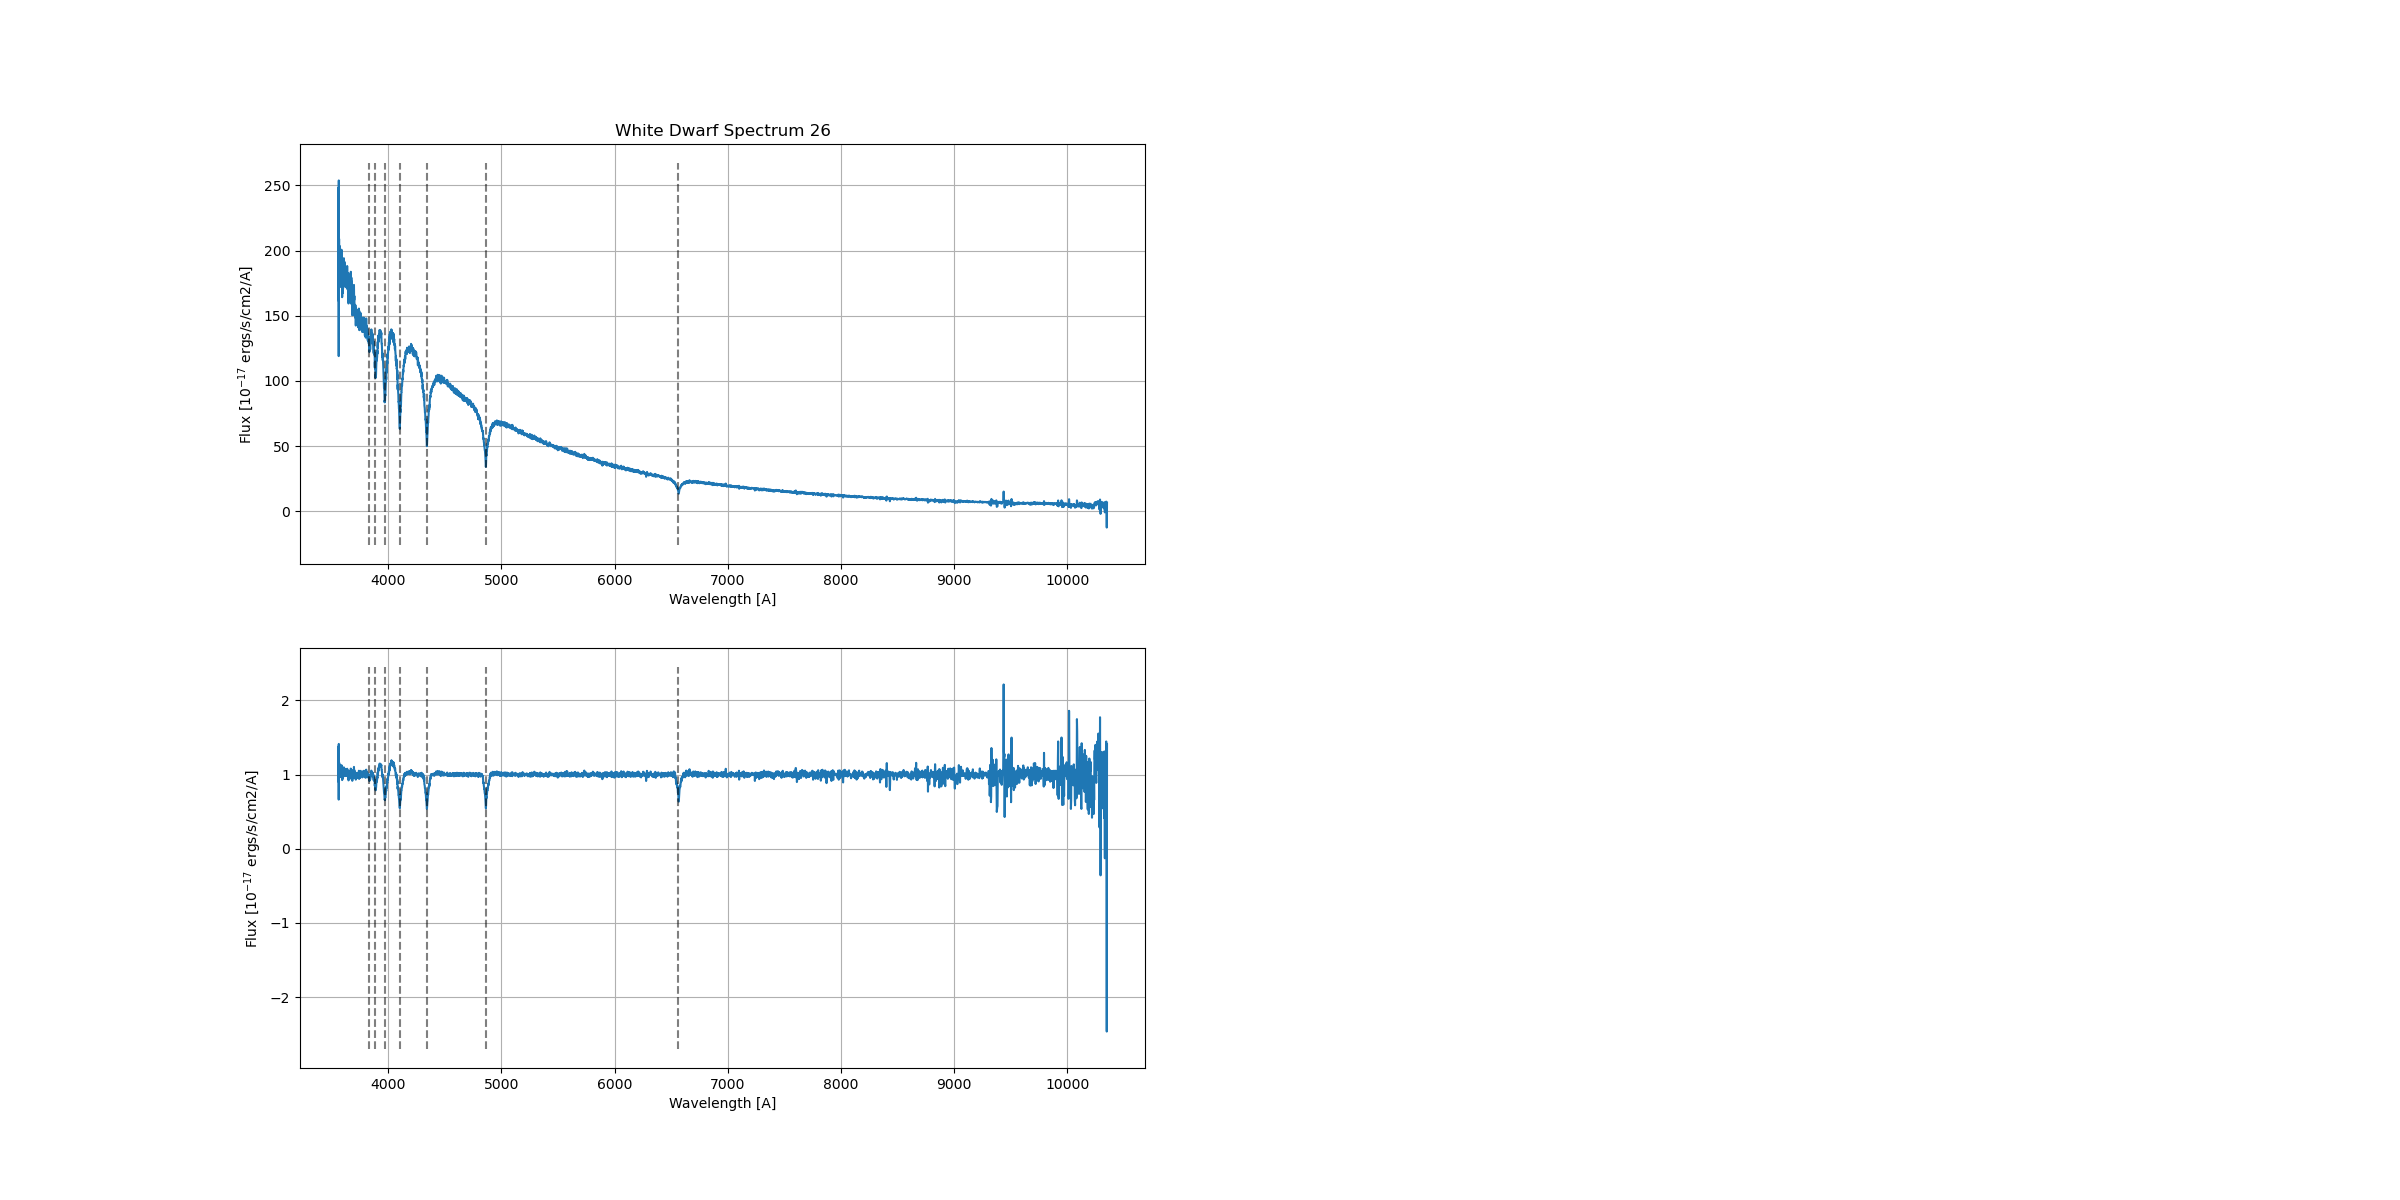 White Dwarf Spectrum 26
Flux [10⁻¹⁷ ergs/s/cm2/A]
250
200
150
100
50
0
4000 5000 6000 7000 8000 9000 10000
Wavelength [A]
Flux [10⁻¹⁷ ergs/s/cm2/A]
2
1
0
−1
−2
4000 5000 6000 7000 8000 9000 10000
Wavelength [A]